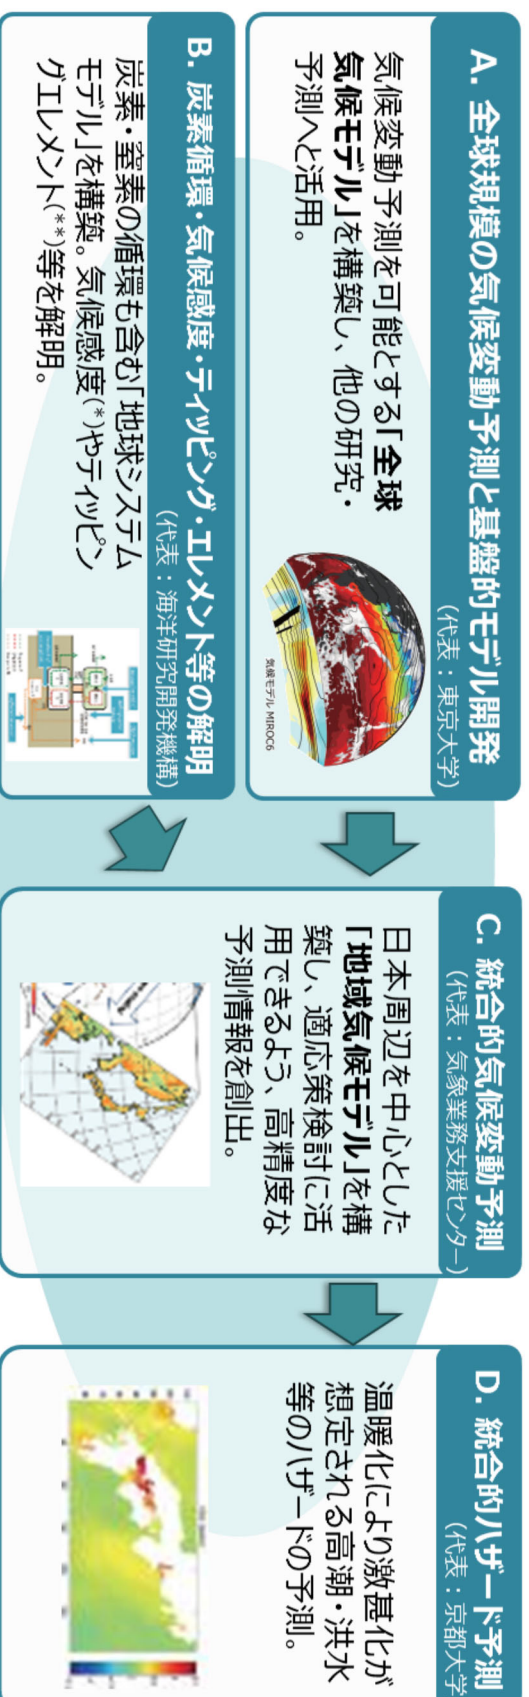 A. 全球規模の気候変動予測と基盤的モデル開発
(代表：東京大学)
気候変動予測を可能とする「全球
気候モデル」を構築し、他の研究・
予測へと活用。
気候モデル MIROC6
B. 炭素循環・気候感度・ティッピング・エレメント等の解明
(代表：海洋研究開発機構)
炭素・窒素の循環も含む「地球システム
モデル」を構築。気候感度(*)やティッピン
グエレメント(**)等を解明。
C. 統合的気候変動予測
(代表：気象業務支援センター)
日本周辺を中心とした
「地域気候モデル」を構
築し、適応策検討に活
用できるよう、高精度な
予測情報を創出。
D. 統合的ハザード予測
(代表：京都大学
温暖化により激甚化が
想定される高潮・洪水
等のハザードの予測。